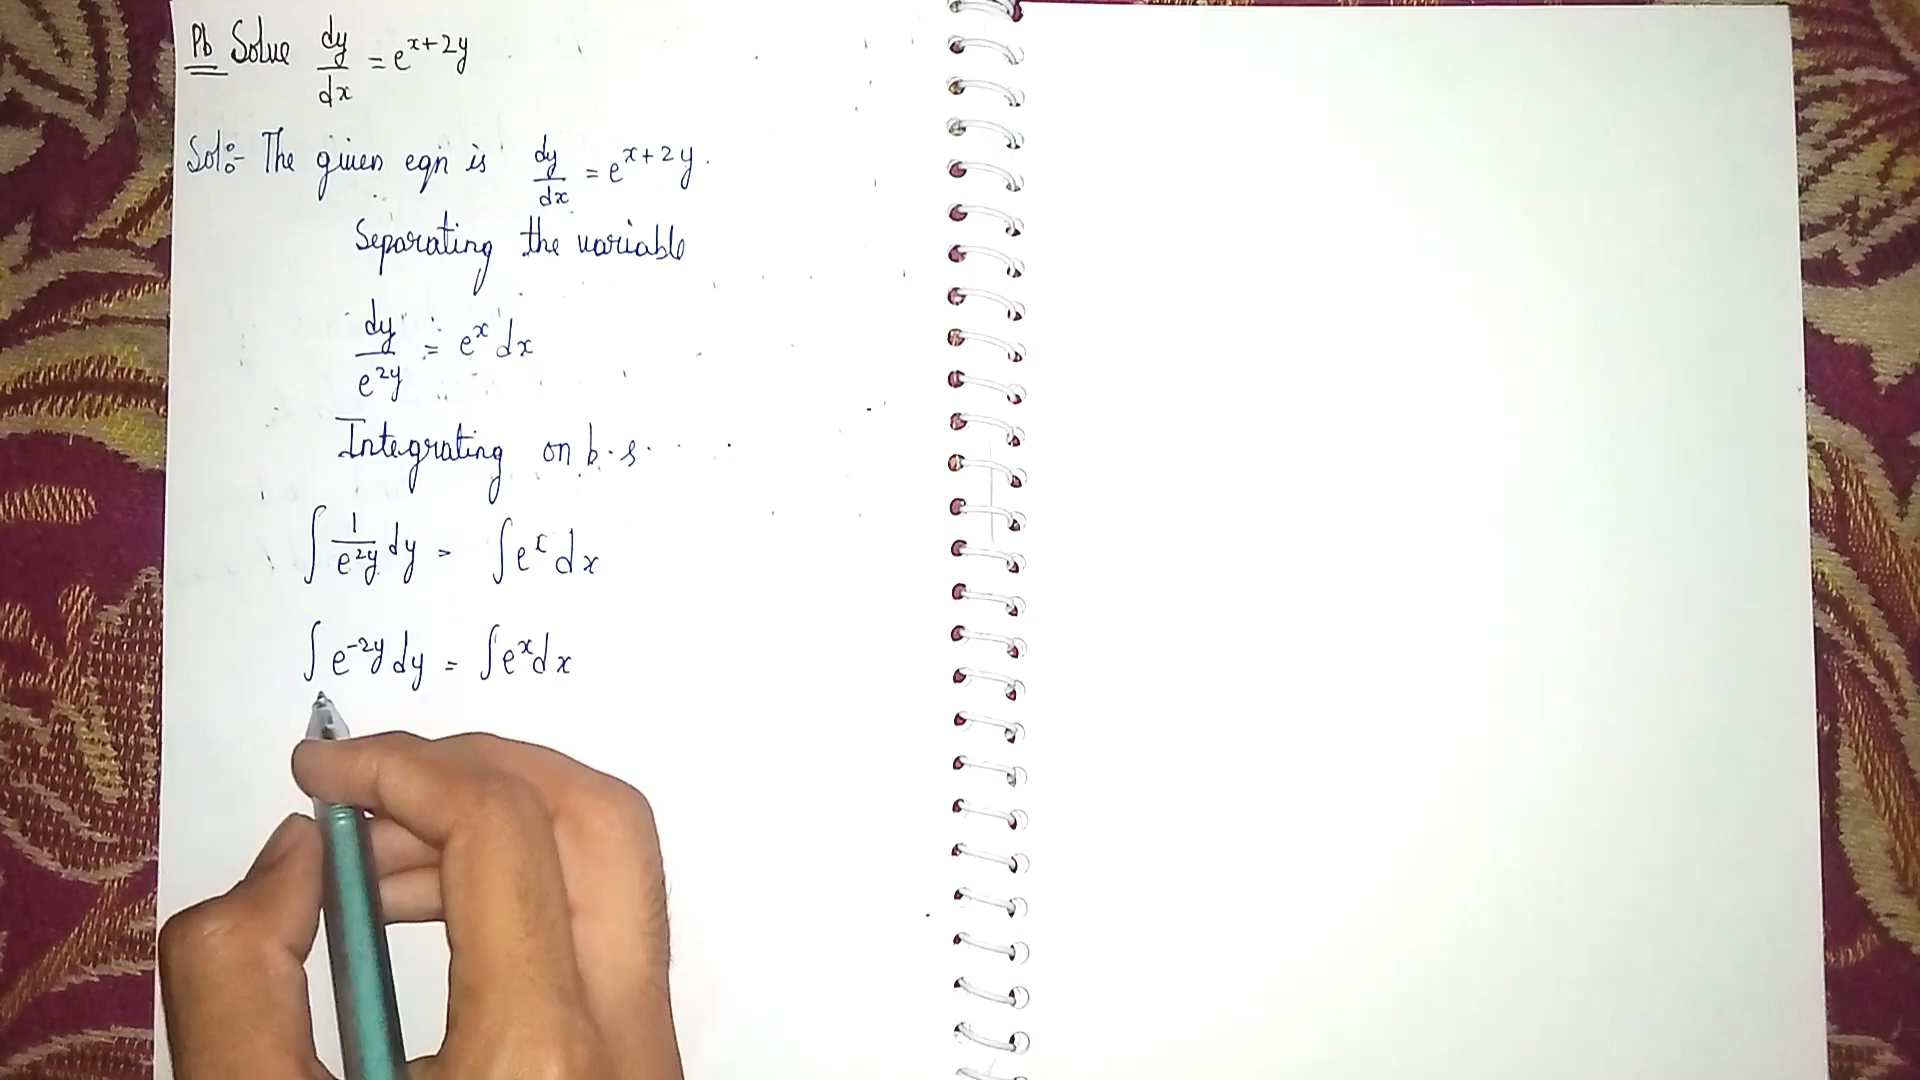 Pb Solve dy/dx = e^{x+2y}
Sol:- The given eqn is dy/dx = e^{x+2y}.
Separating the variable
dy/e^{2y} = e^x dx
Integrating on b.s.
∫ 1/e^{2y} dy = ∫ e^x dx
∫ e^{-2y} dy = ∫ e^x dx